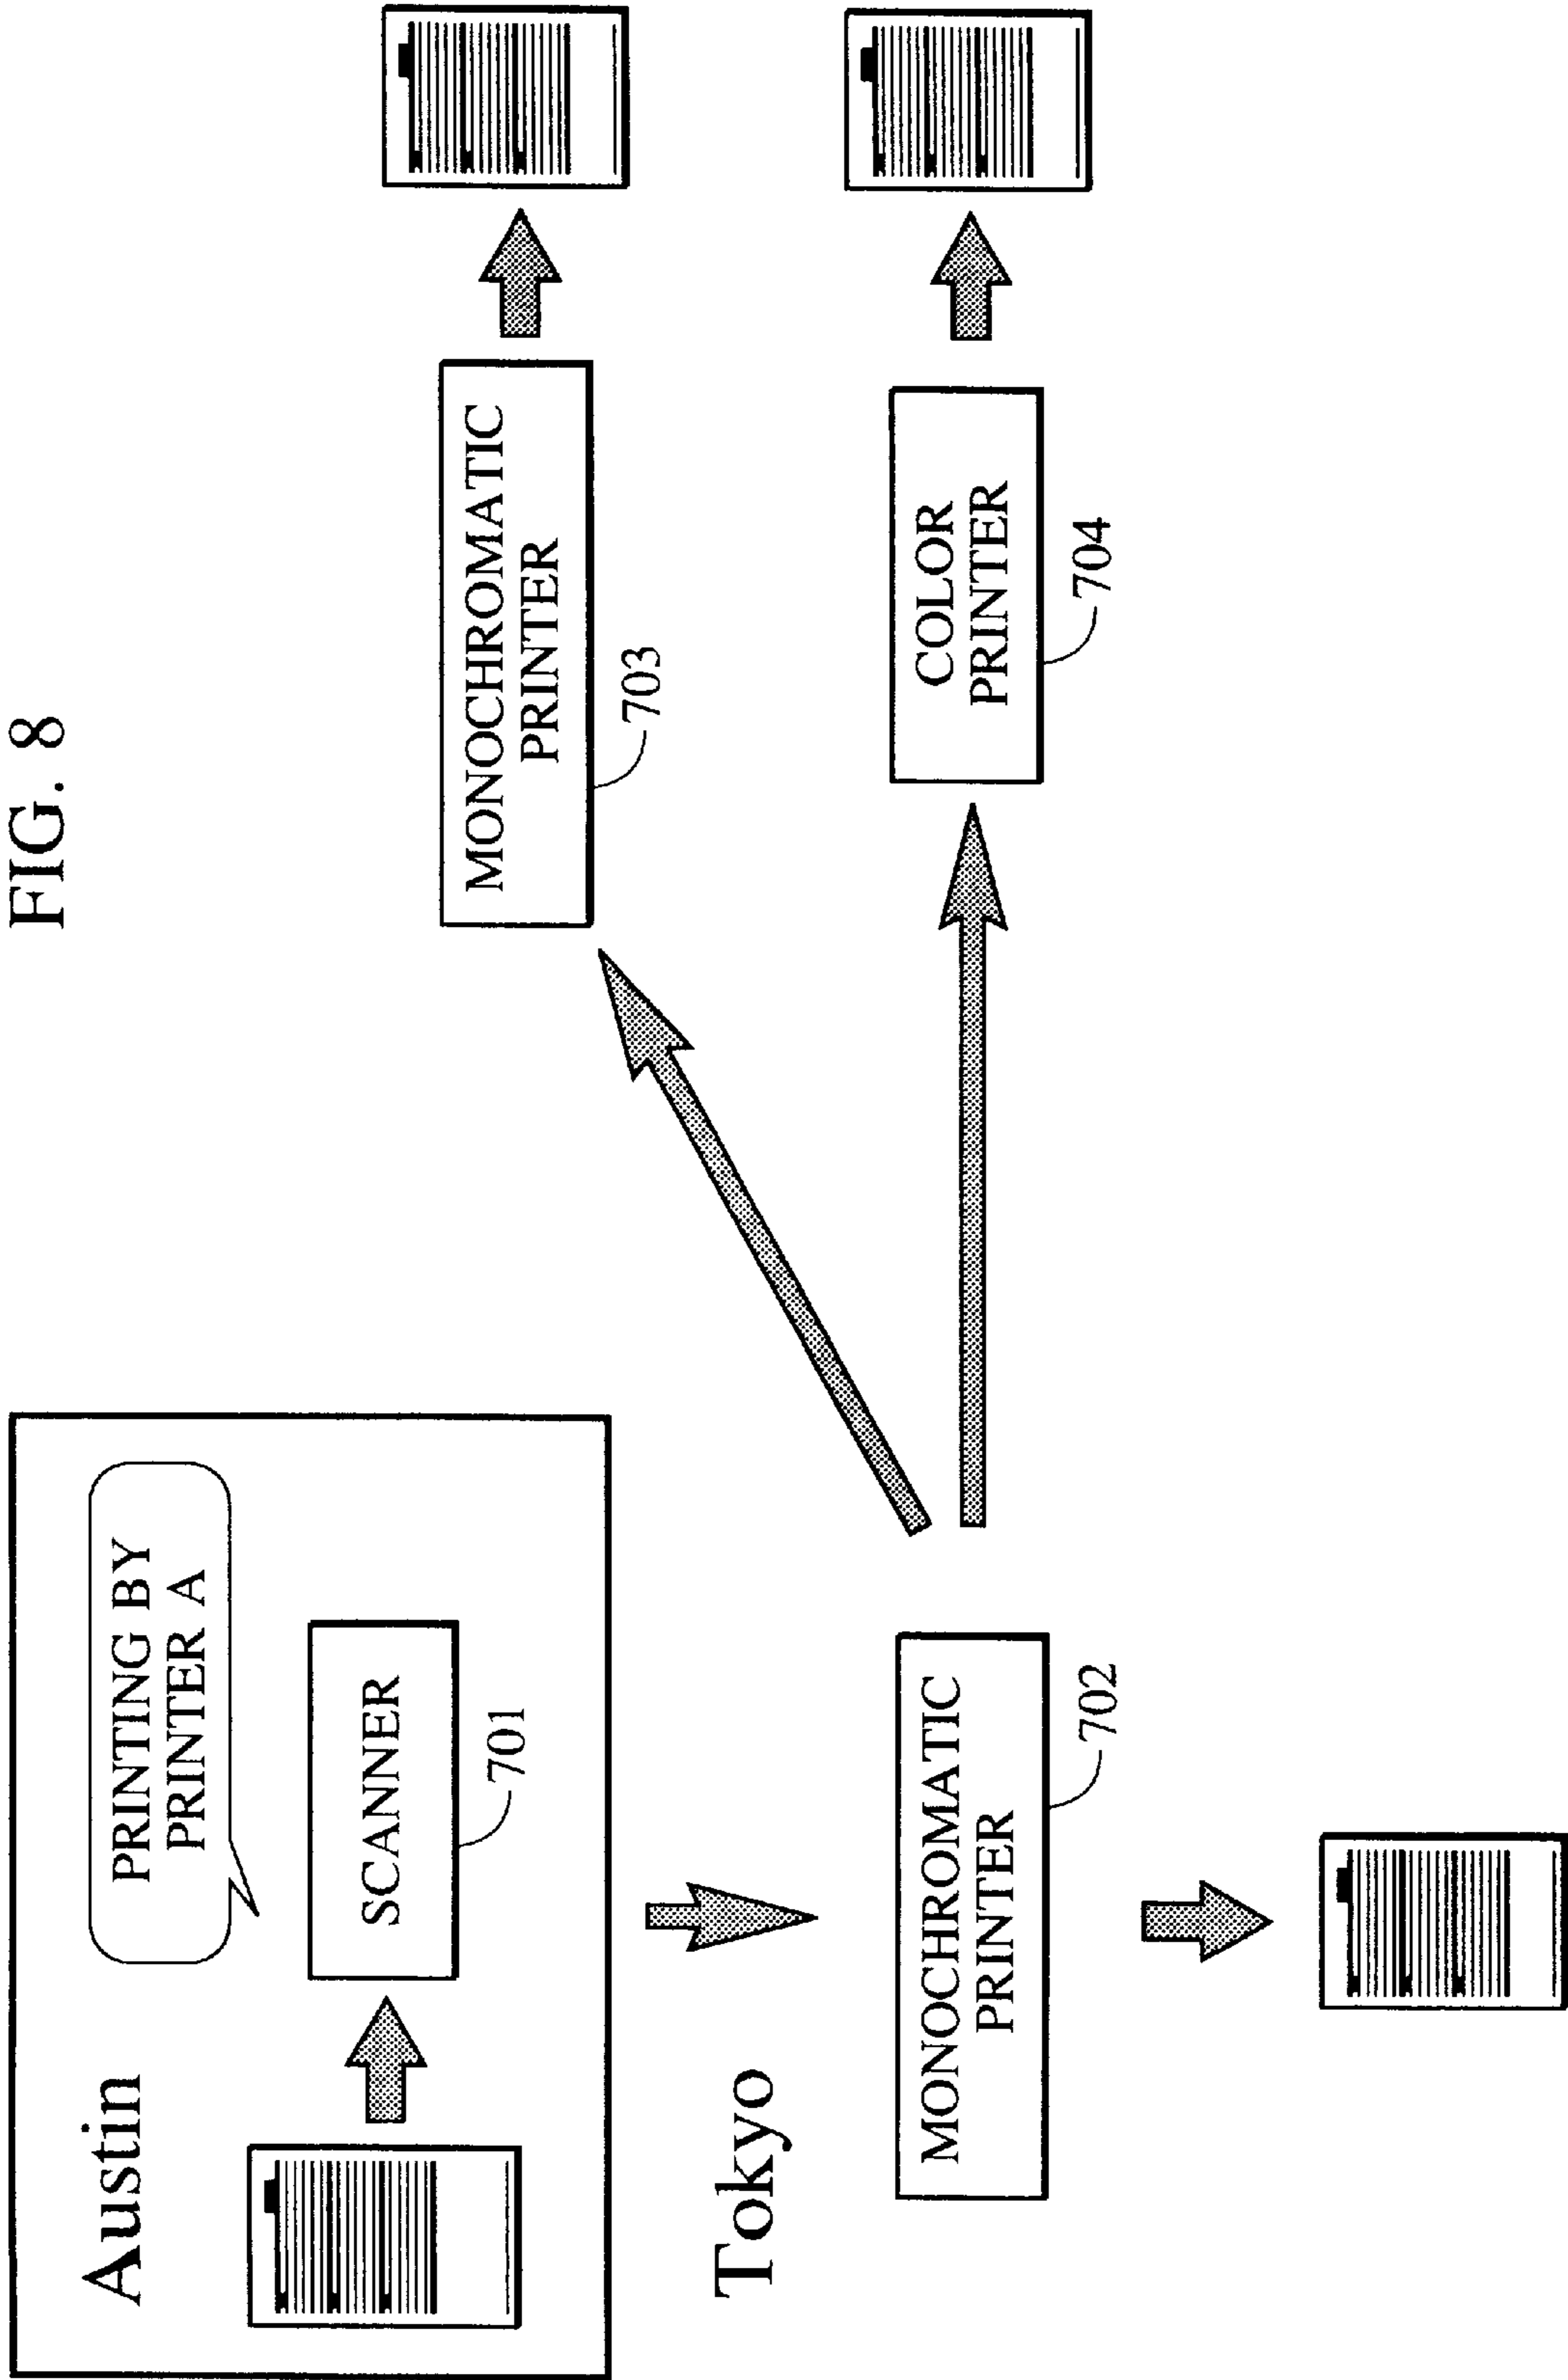 FIG. 8
Austin
PRINTING BY
PRINTER A
SCANNER
701
Tokyo
MONOCHROMATIC
PRINTER
702
MONOCHROMATIC
PRINTER
703
COLOR
PRINTER
704